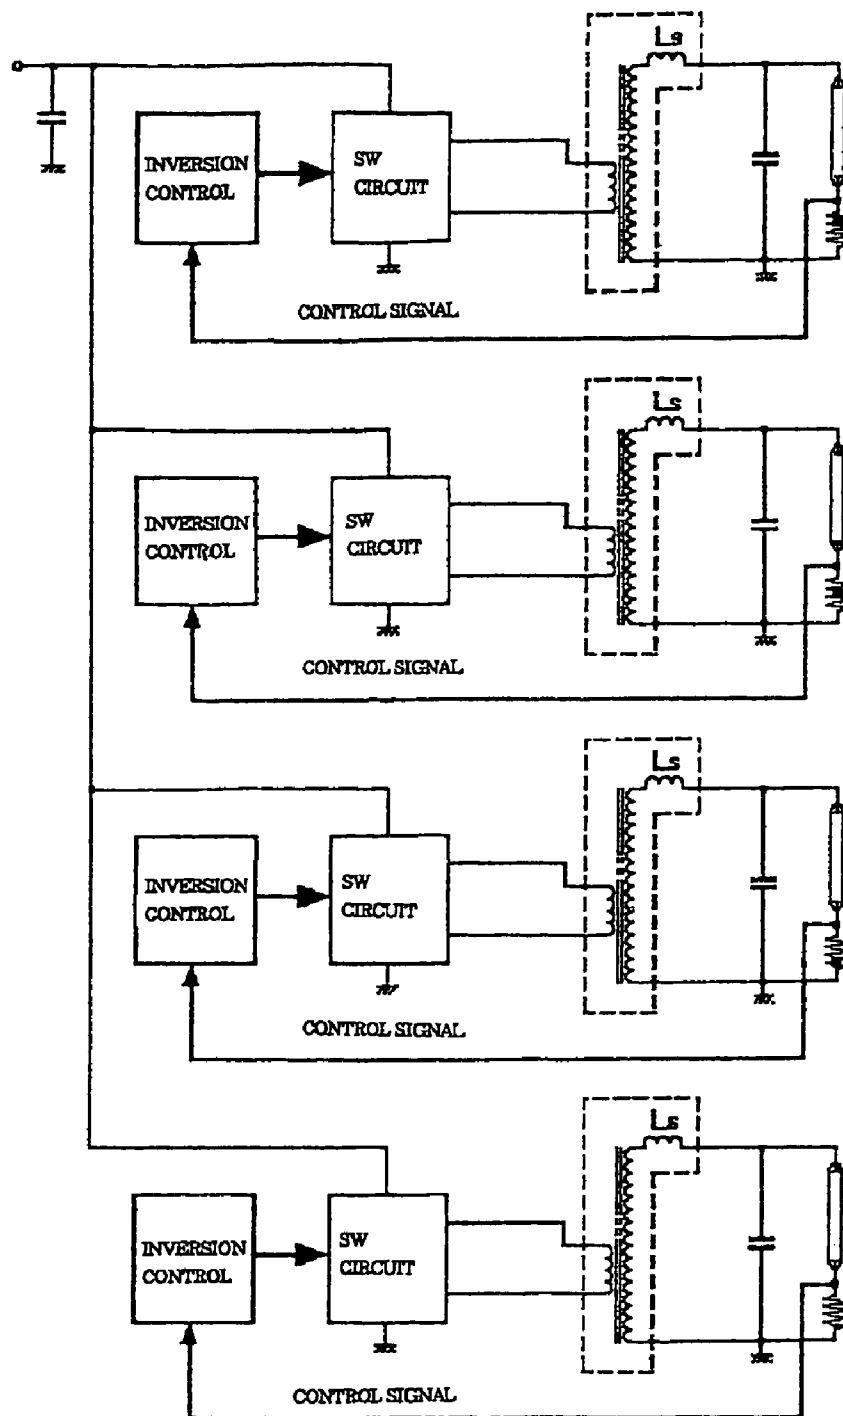 Ls
INVERSION
CONTROL
SW
CIRCUIT
CONTROL SIGNAL
Ls
INVERSION
CONTROL
SW
CIRCUIT
CONTROL SIGNAL
Ls
INVERSION
CONTROL
SW
CIRCUIT
CONTROL SIGNAL
Ls
INVERSION
CONTROL
SW
CIRCUIT
CONTROL SIGNAL